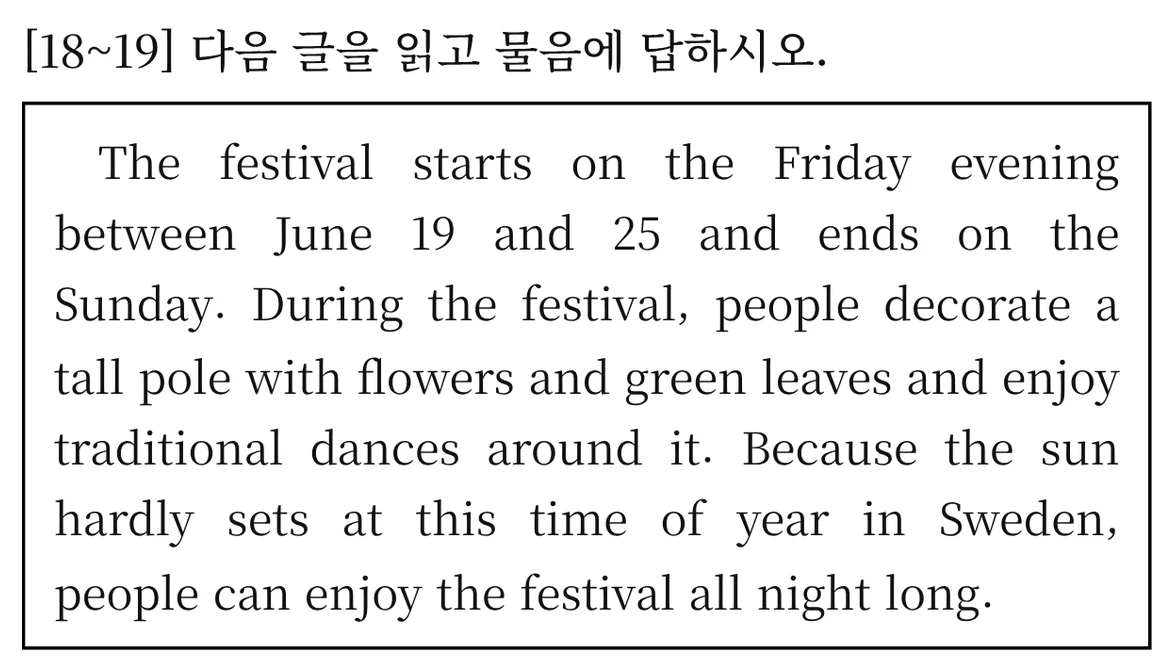 [18~19] 다음 글을 읽고 물음에 답하시오.
The festival starts on the Friday evening
between June 19 and 25 and ends on the
Sunday. During the festival, people decorate a
tall pole with flowers and green leaves and enjoy
traditional dances around it. Because the sun
hardly sets at this time of year in Sweden,
people can enjoy the festival all night long.